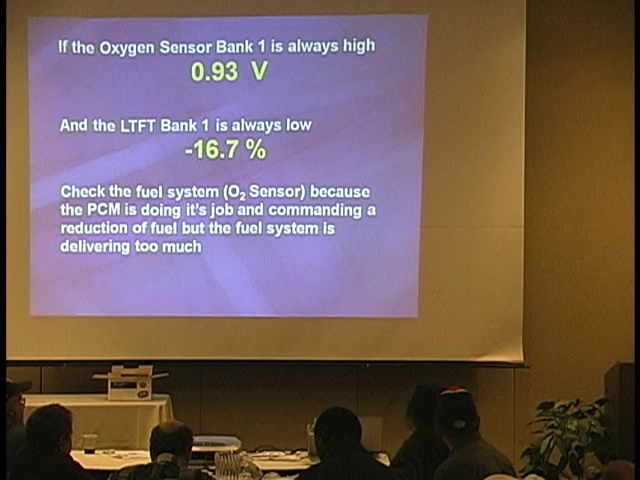 If the Oxygen Sensor Bank 1 is always high
0.93 V
And the LTFT Bank 1 is always low
-16.7 %
Check the fuel system (O₂ Sensor) because
the PCM is doing it's job and commanding a
reduction of fuel but the fuel system is
delivering too much